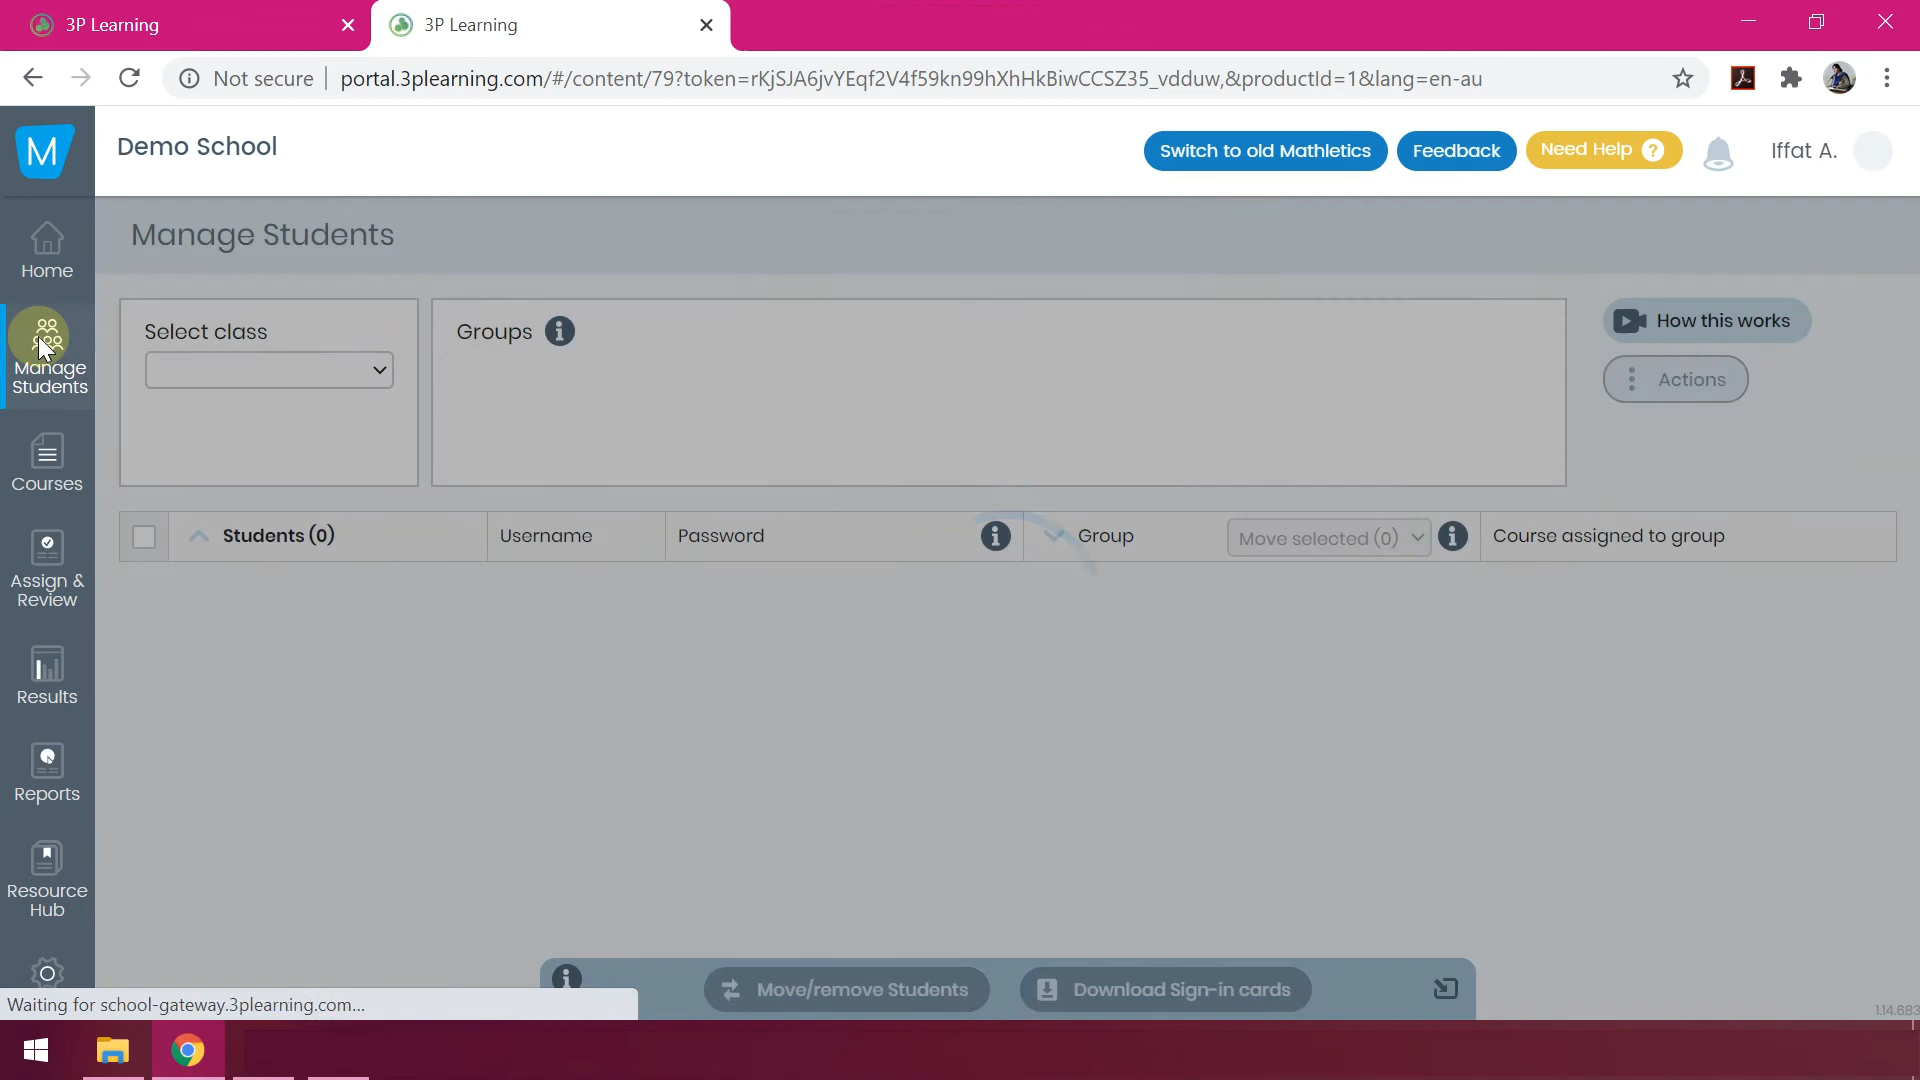 3P Learning
3P Learning
Not secure
portal.3plearning.com/#/content/79?token=rKjSJA6jvYEqf2V4f59kn99hXhHkBiwCCSZ35_vdduw,&productId=1&lang=en-au
M
Demo School
Switch to old Mathletics
Feedback
Need Help ?
Iffat A.
Home
Manage Students
Courses
Assign & Review
Results
Reports
Resource Hub
Manage Students
Select class
Groups
How this works
Actions
Students (0)
Username
Password
Group
Move selected (0)
Course assigned to group
Move/remove Students
Download Sign-in cards
1.14.683
Waiting for school-gateway.3plearning.com...